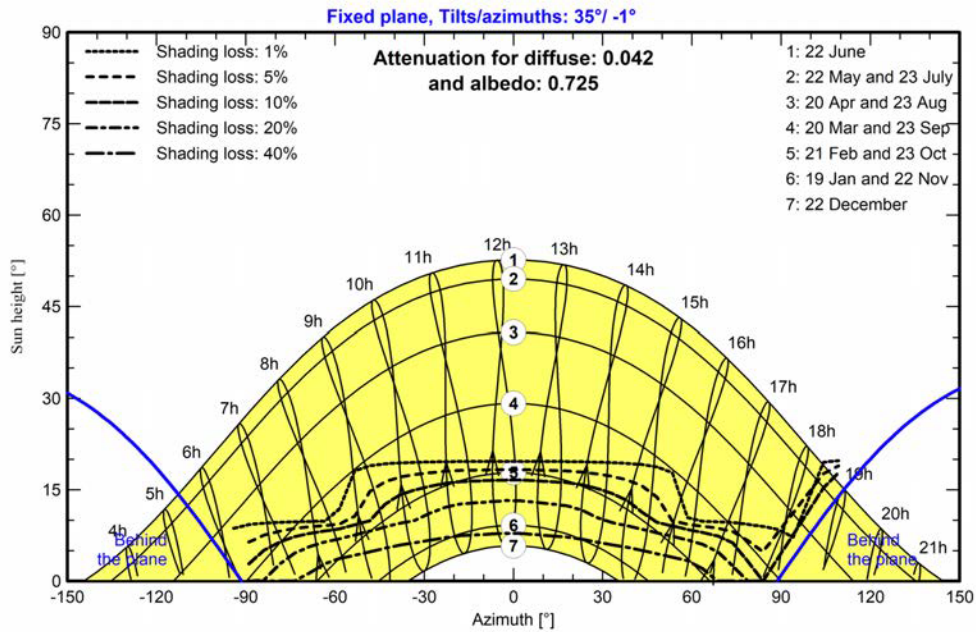 Fixed plane, Tilts/azimuths: 35°/ -1°
90
75
60
45
30
15
0
Sun height [°]
Shading loss: 1%
Shading loss: 5%
Shading loss: 10%
Shading loss: 20%
Shading loss: 40%
Attenuation for diffuse: 0.042
and albedo: 0.725
1: 22 June
2: 22 May and 23 July
3: 20 Apr and 23 Aug
4: 20 Mar and 23 Sep
5: 21 Feb and 23 Oct
6: 19 Jan and 22 Nov
7: 22 December
4h
5h
6h
7h
8h
9h
10h
11h
12h
13h
14h
15h
16h
17h
18h
19h
20h
21h
1
2
3
4
5
6
7
Behind
the plane
Behind
the plane
-150
-120
-90
-60
-30
0
30
60
90
120
150
Azimuth [°]